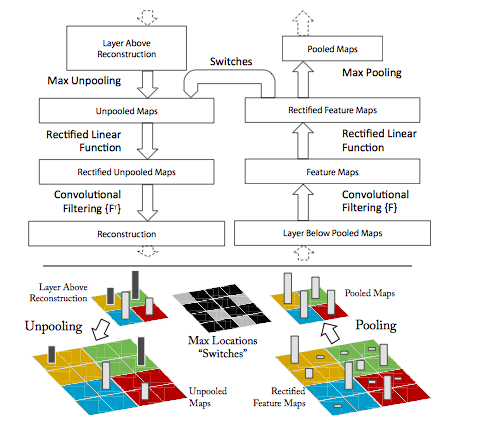 Layer Above
Reconstruction
Pooled Maps
Switches
Max Unpooling
Max Pooling
Unpooled Maps
Rectified Feature Maps
Rectified Linear
Function
Rectified Linear
Function
Rectified Unpooled Maps
Feature Maps
Convolutional
Filtering {Fᵀ}
Convolutional
Filtering {F}
Reconstruction
Layer Below Pooled Maps
Layer Above
Reconstruction
Pooled Maps
Unpooling
Max Locations
"Switches"
Pooling
Unpooled
Maps
Rectified
Feature Maps